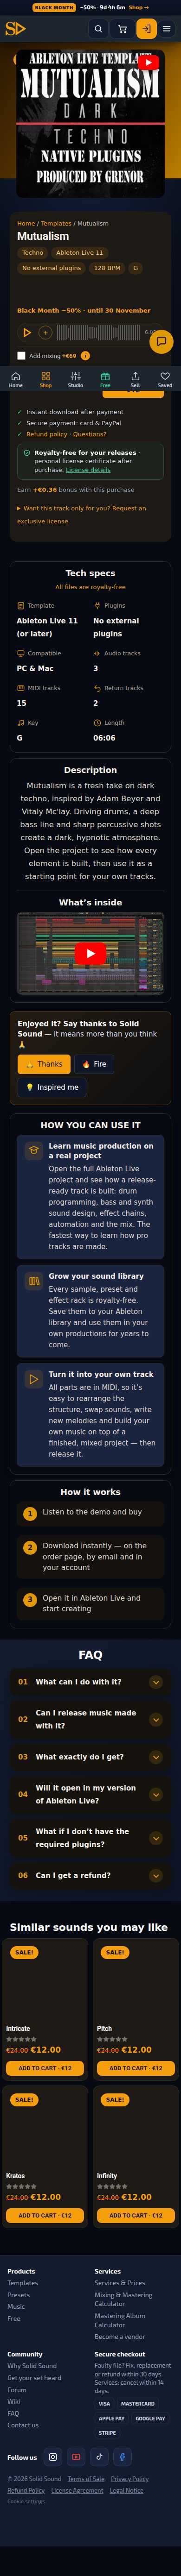 BLACK MONTH −50% · 9d 4h 6m Shop →
MUTUALISM
DARK
TECHNO
NATIVE PLUGINS
PROJECT BY GRENOX
Home / Templates / Mutualism
Mutualism
Techno
Ableton Live 11
No external plugins
128 BPM
G
Black Month −50% · until 30 November
Add mixing +€69
Home
Shop
Studio
Free
Sell
Saved
✓ Instant download after payment
✓ Secure payment: card & PayPal
✓ Refund policy · Questions?
Royalty-free for your releases ·
personal license certificate after
purchase. License details
Earn +€0.36 bonus with this purchase
Want this track only for you? Request an
exclusive license
Tech specs
All files are royalty-free
Template
Ableton Live 11
(or later)
Plugins
No external
plugins
Compatible
PC & Mac
Audio tracks
3
MIDI tracks
15
Return tracks
2
Key
G
Length
06:06
Description
Mutualism is a fresh take on dark
techno, inspired by Adam Beyer and
Vitaly Mc'lay. Driving drums, a deep
bass line and sharp percussive shots
create a dark, hypnotic atmosphere.
Open the project to see how every
element is built, then use it as a
starting point for your own tracks.
What's inside
Enjoyed it? Say thanks to Solid
Sound — it means more than you think
🙏
Thanks
🔥 Fire
💡 Inspired me
HOW YOU CAN USE IT
Learn music production on
a real project
Open the full Ableton Live
project and see how a release-
ready track is built: drum
programming, bass and synth
sound design, effect chains,
automation and the mix. The
fastest way to learn how pro
tracks are made.
Grow your sound library
Every sample, preset and
effect rack is royalty-free.
Save them to your Ableton
library and use them in your
own productions for years to
come.
Turn it into your own track
All parts are in MIDI, so it's
easy to rearrange the
structure, swap sounds, write
new melodies and build your
own music on top of a
finished, mixed project — then
release it.
How it works
1 Listen to the demo and buy
2 Download instantly — on the
order page, by email and in
your account
3 Open it in Ableton Live and
start creating
FAQ
01 What can I do with it?
02 Can I release music made
with it?
03 What exactly do I get?
04 Will it open in my version
of Ableton Live?
05 What if I don't have the
required plugins?
06 Can I get a refund?
Similar sounds you may like
SALE!
Intricate
€24.00 €12.00
ADD TO CART · €12
SALE!
Pitch
€24.00 €12.00
ADD TO CART · €12
SALE!
Kratos
€24.00 €12.00
ADD TO CART · €12
SALE!
Infinity
€24.00 €12.00
ADD TO CART · €12
Products
Templates
Presets
Music
Free
Services
Services & Prices
Mixing & Mastering
Calculator
Mastering Album
Calculator
Become a vendor
Community
Why Solid Sound
Get your set heard
Forum
Wiki
FAQ
Contact us
Secure checkout
Faulty file? Fix, replacement
or refund within 30 days.
Services: cancel within 14
days.
VISA
MASTERCARD
APPLE PAY
GOOGLE PAY
STRIPE
Follow us
© 2026 Solid Sound Terms of Sale Privacy Policy
Refund Policy License Agreement Legal Notice
Cookie settings